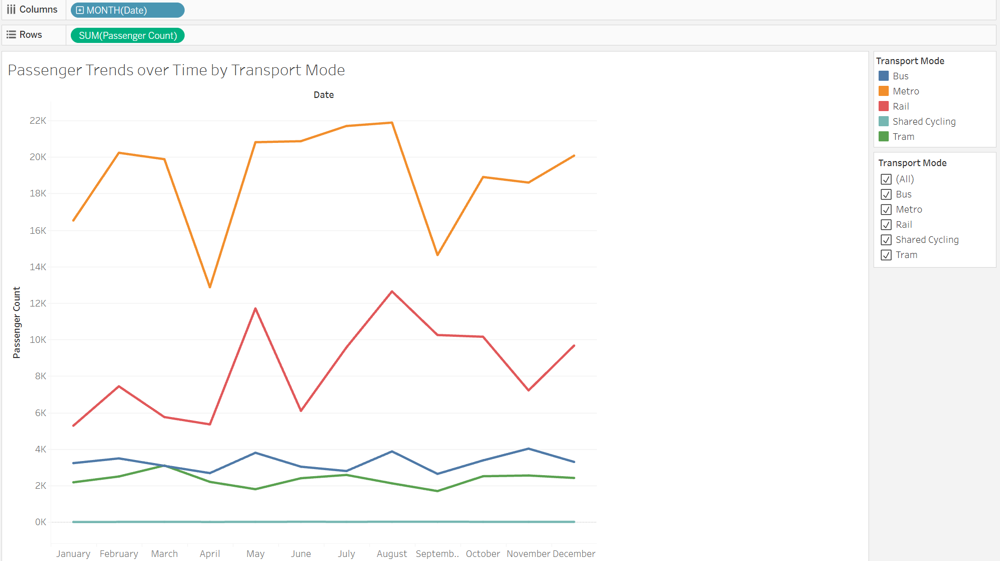 Columns
MONTH(Date)
Rows
SUM(Passenger Count)
Passenger Trends over Time by Transport Mode
Date
22K
20K
18K
16K
14K
12K
10K
8K
6K
4K
2K
0K
Passenger Count
January February March April May June July August Septemb.. October November December
Transport Mode
Bus
Metro
Rail
Shared Cycling
Tram
Transport Mode
(All)
Bus
Metro
Rail
Shared Cycling
Tram